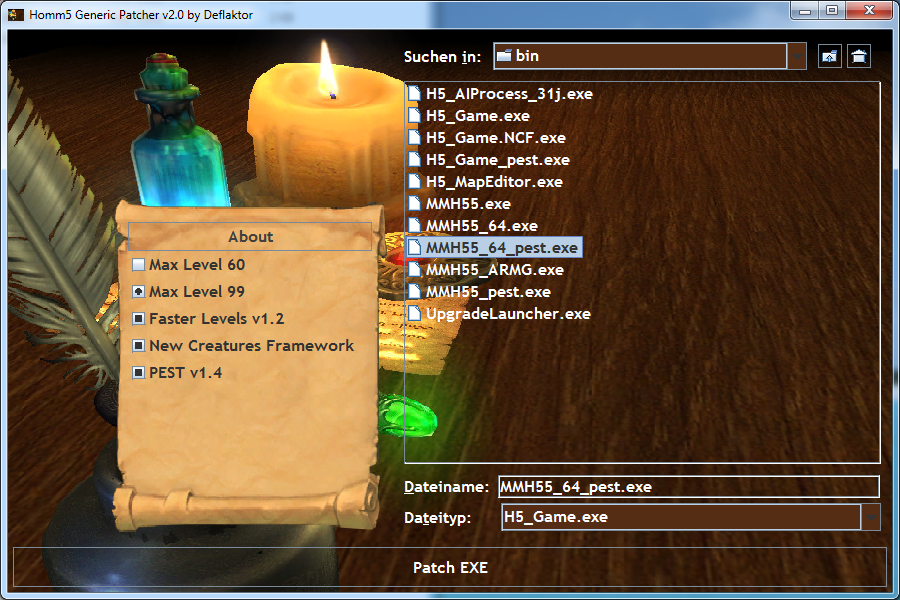 Homm5 Generic Patcher v2.0 by Deflaktor
Suchen in:
bin
H5_AIProcess_31j.exe
H5_Game.exe
H5_Game.NCF.exe
H5_Game_pest.exe
H5_MapEditor.exe
MMH55.exe
MMH55_64.exe
MMH55_64_pest.exe
MMH55_ARMG.exe
MMH55_pest.exe
UpgradeLauncher.exe
About
Max Level 60
Max Level 99
Faster Levels v1.2
New Creatures Framework
PEST v1.4
Dateiname:
MMH55_64_pest.exe
Dateityp:
H5_Game.exe
Patch EXE